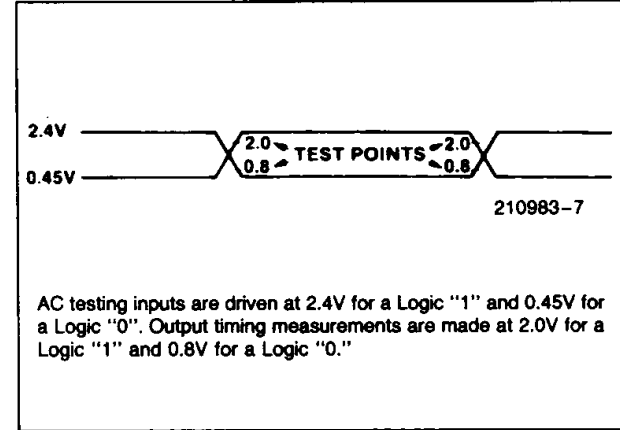 2.4V
2.0 TEST POINTS 2.0
0.8 0.8
0.45V
210983–7
AC testing inputs are driven at 2.4V for a Logic "1" and 0.45V for
a Logic "0". Output timing measurements are made at 2.0V for a
Logic "1" and 0.8V for a Logic "0."